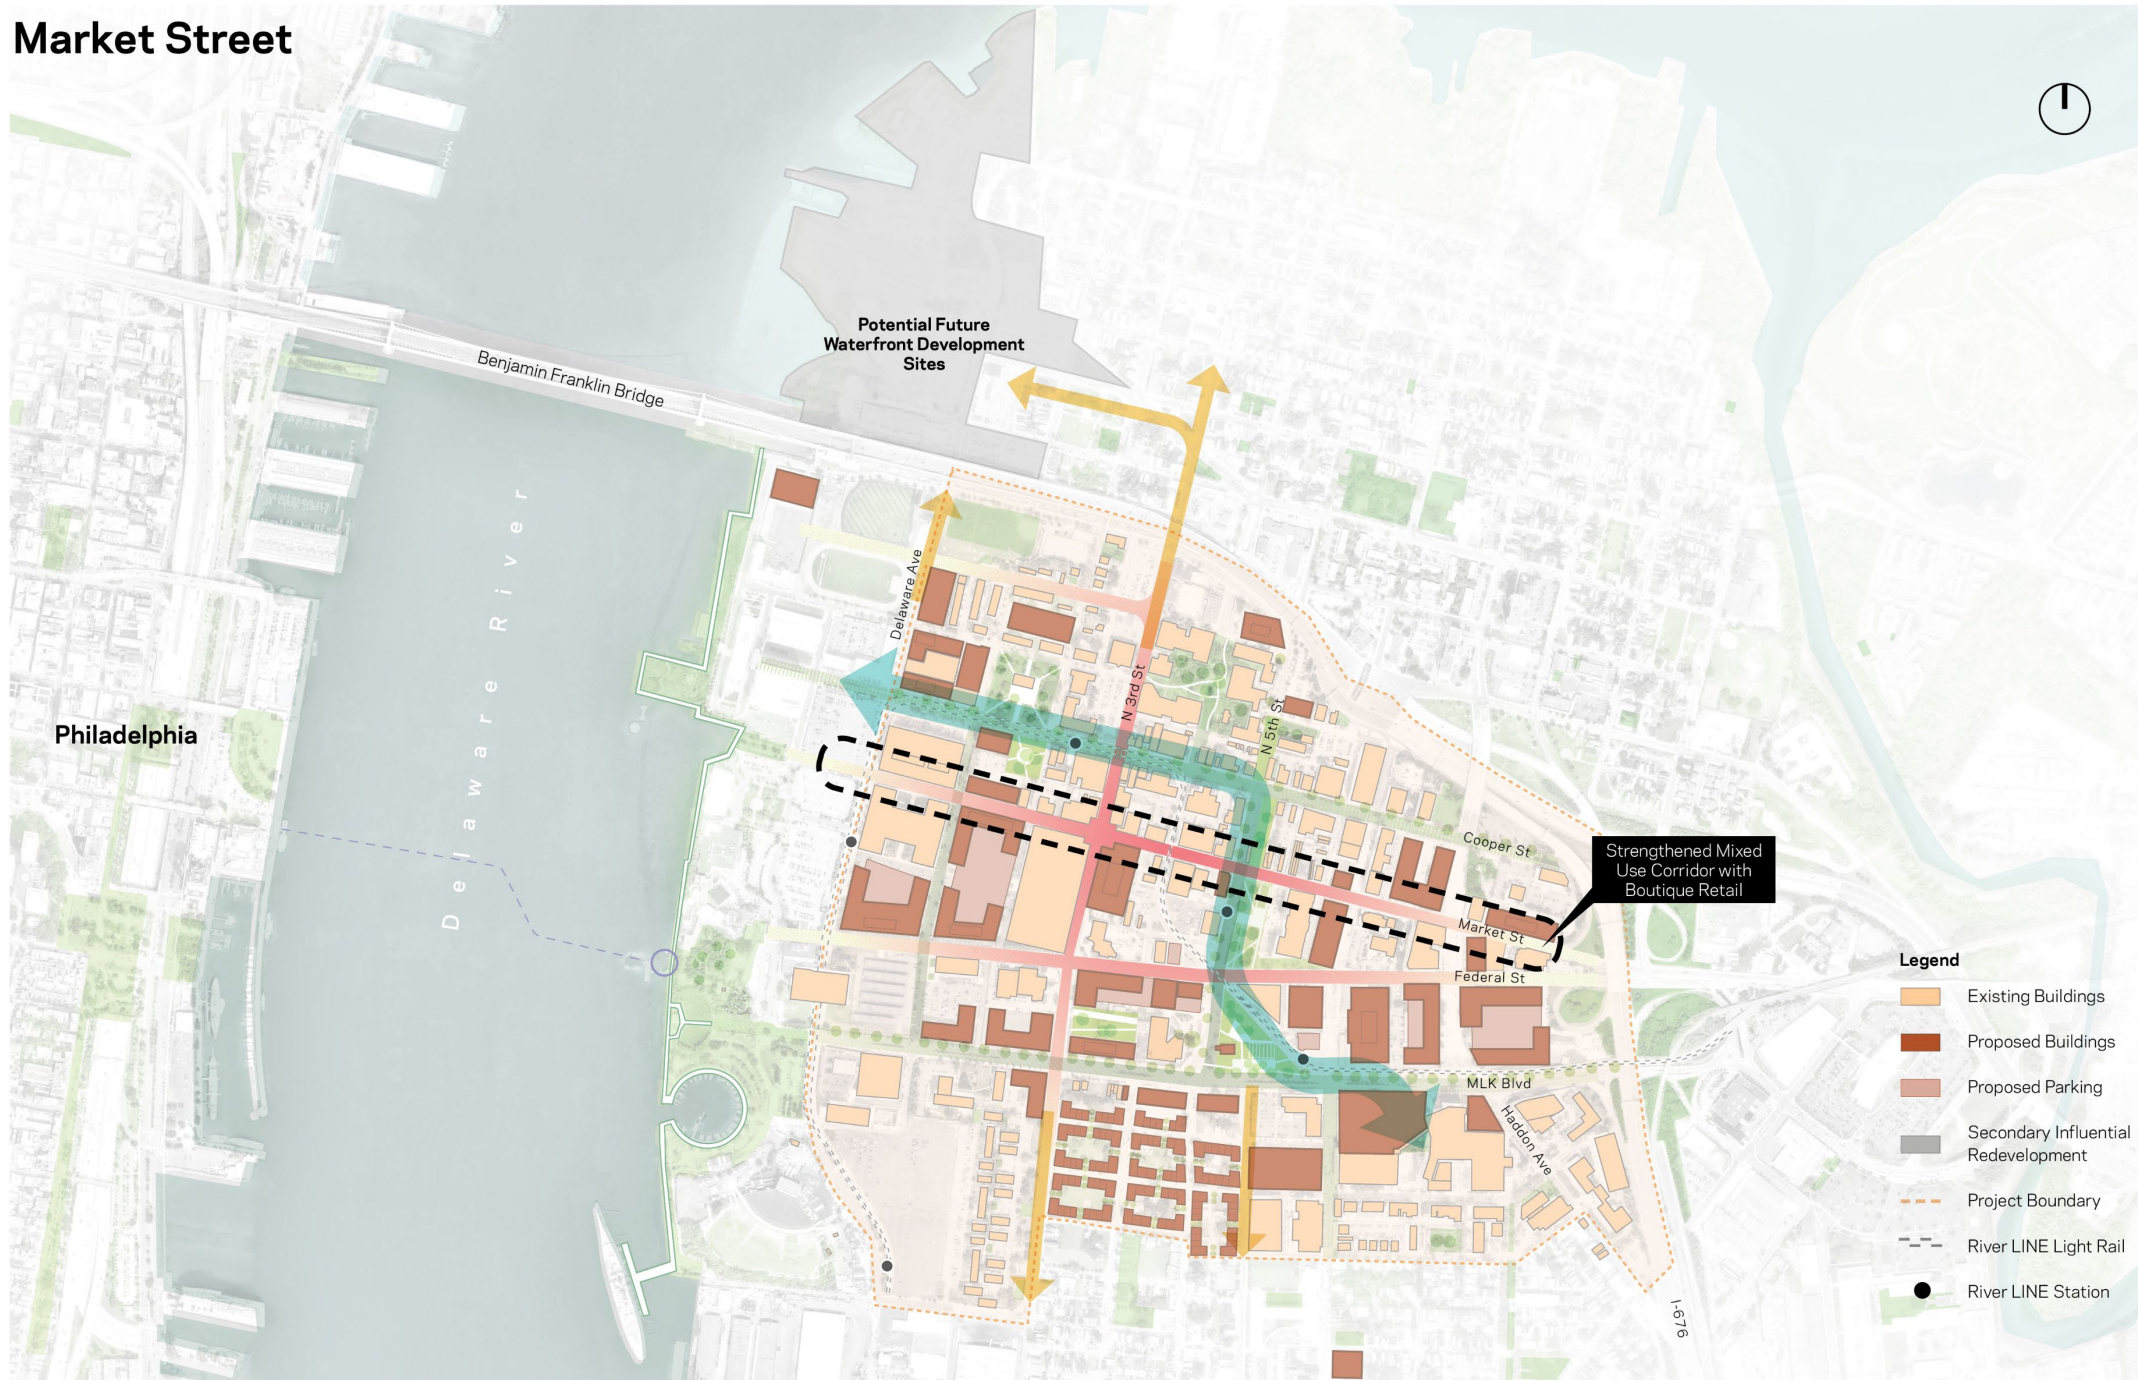 Market Street
Potential Future
Waterfront Development
Sites
Benjamin Franklin Bridge
Delaware River
Philadelphia
Delaware Ave
N 3rd St
N 5th St
Cooper St
Strengthened Mixed
Use Corridor with
Boutique Retail
Market St
Federal St
MLK Blvd
Haddon Ave
I-676
Legend
Existing Buildings
Proposed Buildings
Proposed Parking
Secondary Influential
Redevelopment
Project Boundary
River LINE Light Rail
River LINE Station